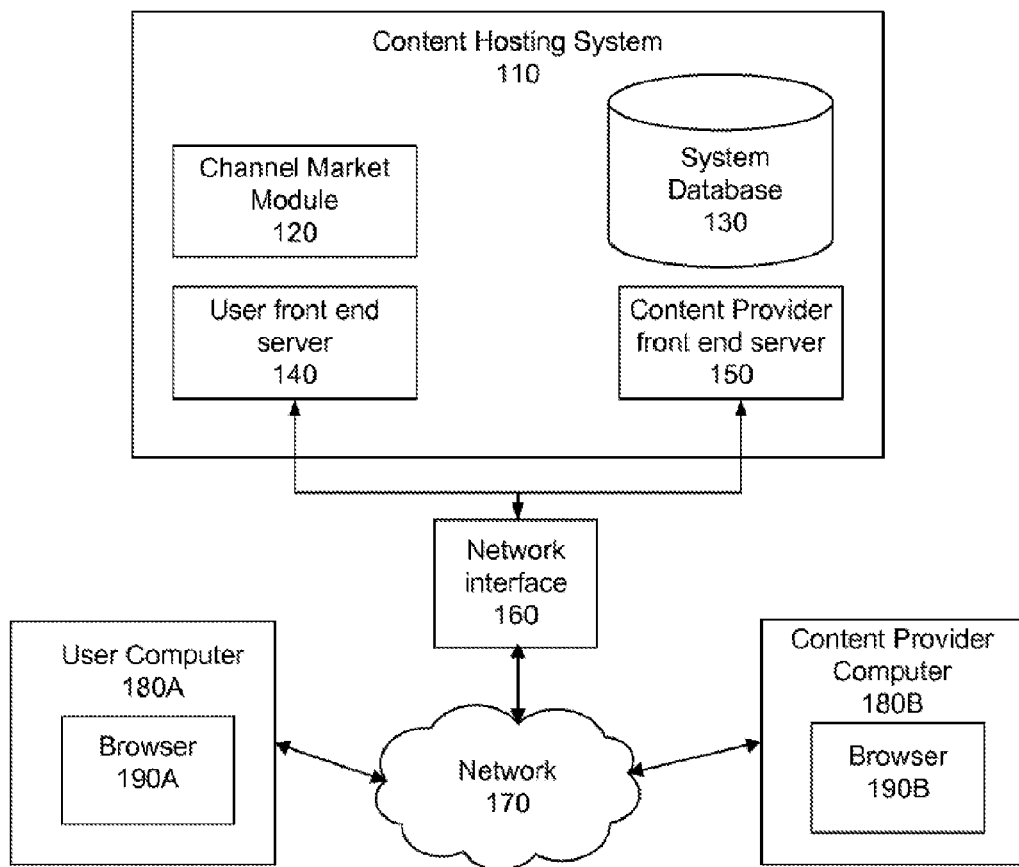 Content Hosting System
110
Channel Market
Module
120
System
Database
130
User front end
server
140
Content Provider
front end server
150
Network
interface
160
User Computer
180A
Browser
190A
Network
170
Content Provider
Computer
180B
Browser
190B